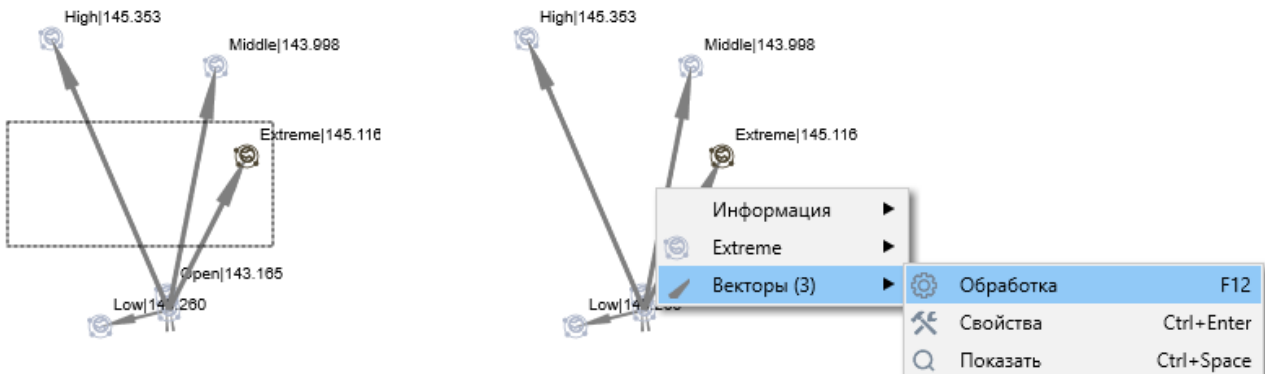 High|145.353
Middle|143.998
Extreme|145.116
Open|143.165
Low|14 .260
High|145.353
Middle|143.998
Extreme|145.116
Low|14
Информация
Extreme
Векторы (3)
Обработка F12
Свойства Ctrl+Enter
Показать Ctrl+Space